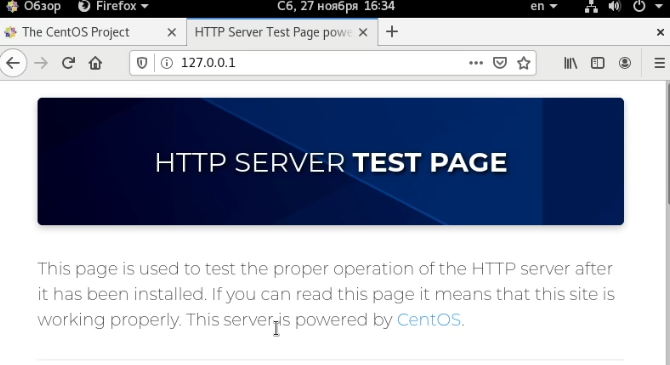 Обзор Firefox Сб, 27 ноября 16:34 en
The CentOS Project HTTP Server Test Page powe
127.0.0.1
HTTP SERVER TEST PAGE
This page is used to test the proper operation of the HTTP server after
it has been installed. If you can read this page it means that this site is
working properly. This server is powered by CentOS.